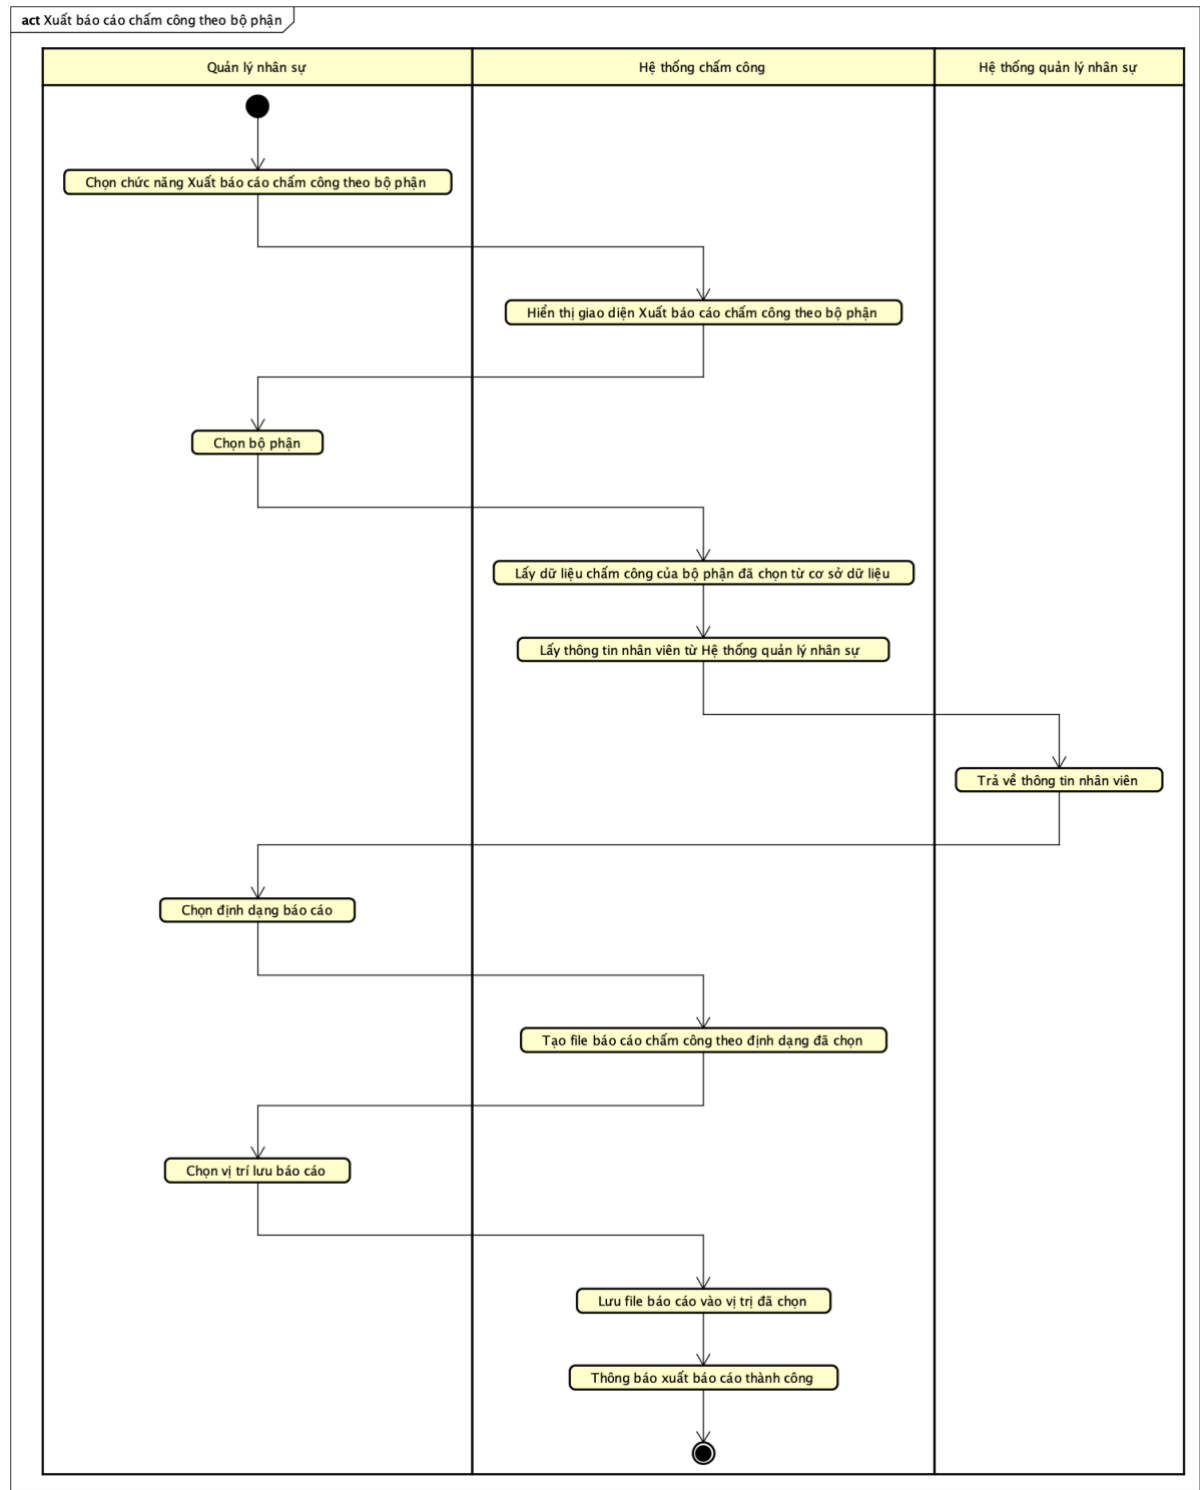 act Xuất báo cáo chấm công theo bộ phận
Quản lý nhân sự
Hệ thống chấm công
Hệ thống quản lý nhân sự
Chọn chức năng Xuất báo cáo chấm công theo bộ phận
Hiển thị giao diện Xuất báo cáo chấm công theo bộ phận
Chọn bộ phận
Lấy dữ liệu chấm công của bộ phận đã chọn từ cơ sở dữ liệu
Lấy thông tin nhân viên từ Hệ thống quản lý nhân sự
Trả về thông tin nhân viên
Chọn định dạng báo cáo
Tạo file báo cáo chấm công theo định dạng đã chọn
Chọn vị trí lưu báo cáo
Lưu file báo cáo vào vị trị đã chọn
Thông báo xuất báo cáo thành công